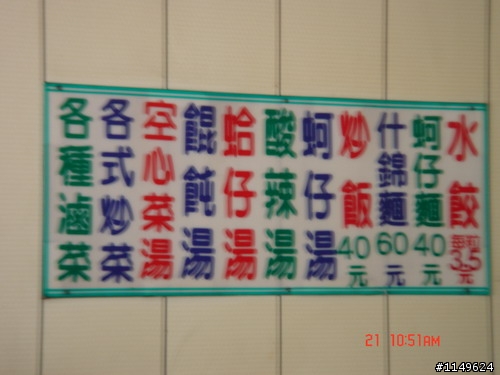 水餃每粒3.5元
蚵仔麵40元
什錦麵60元
炒飯40元
蚵仔湯
酸辣湯
蛤仔湯
餛飩湯
空心菜湯
各式炒菜
各種滷菜
21 10:51AM
#1149624